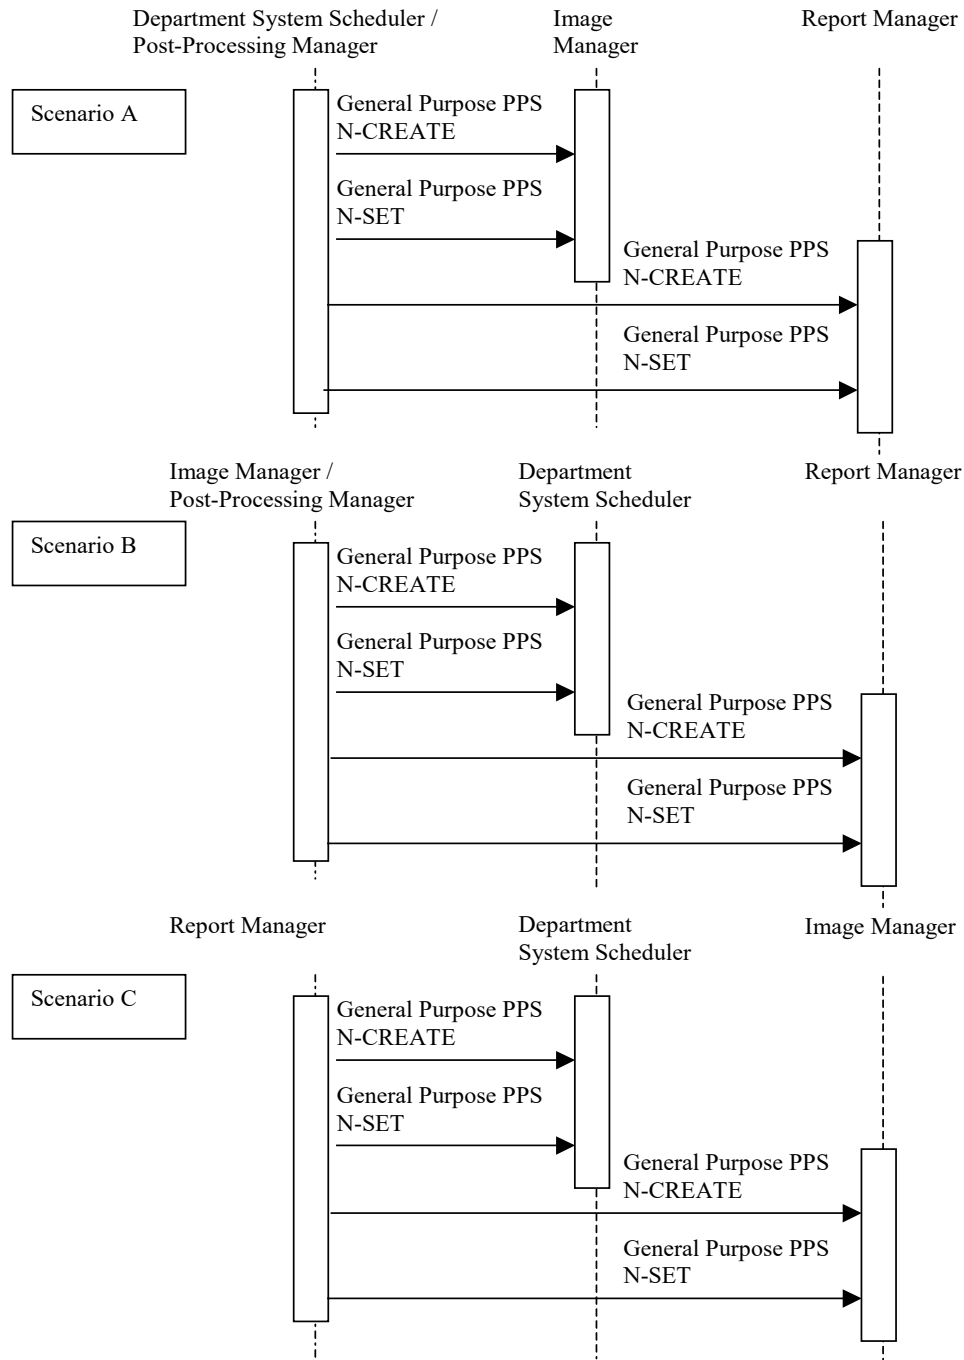 Department System Scheduler /
Post-Processing Manager
Image
Manager
Report Manager
Scenario A
General Purpose PPS
N-CREATE
General Purpose PPS
N-SET
General Purpose PPS
N-CREATE
General Purpose PPS
N-SET
Image Manager /
Post-Processing Manager
Department
System Scheduler
Report Manager
Scenario B
General Purpose PPS
N-CREATE
General Purpose PPS
N-SET
General Purpose PPS
N-CREATE
General Purpose PPS
N-SET
Report Manager
Department
System Scheduler
Image Manager
Scenario C
General Purpose PPS
N-CREATE
General Purpose PPS
N-SET
General Purpose PPS
N-CREATE
General Purpose PPS
N-SET